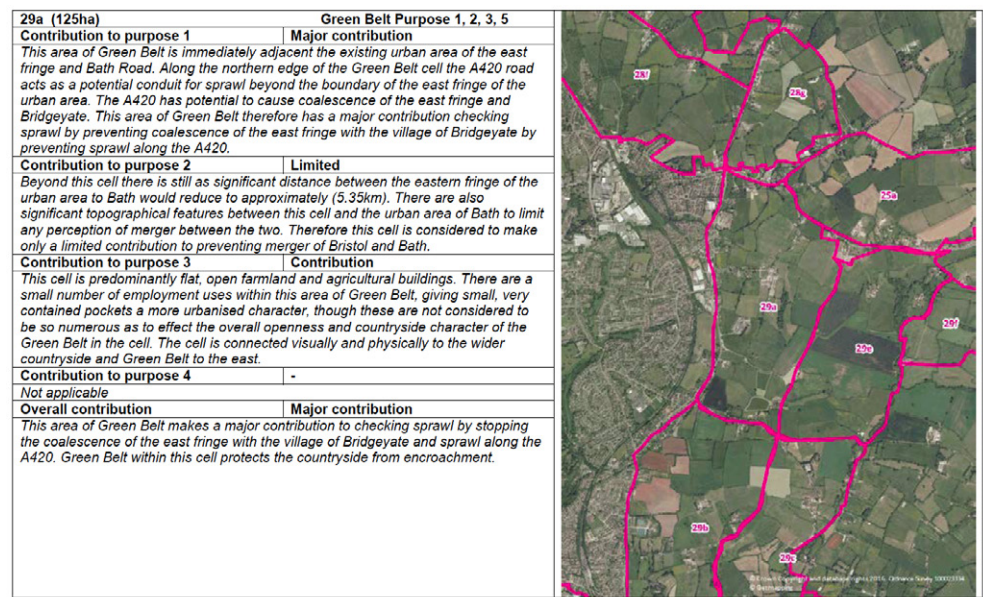 29a (125ha) Green Belt Purpose 1, 2, 3, 5
Contribution to purpose 1 Major contribution
This area of Green Belt is immediately adjacent the existing urban area of the east
fringe and Bath Road. Along the northern edge of the Green Belt cell the A420 road
acts as a potential conduit for sprawl beyond the boundary of the east fringe of the
urban area. The A420 has potential to cause coalescence of the east fringe and
Bridgeyate. This area of Green Belt therefore has a major contribution checking
sprawl by preventing coalescence of the east fringe with the village of Bridgeyate by
preventing sprawl along the A420.
Contribution to purpose 2 Limited
Beyond this cell there is still as significant distance between the eastern fringe of the
urban area to Bath would reduce to approximately (5.35km). There are also
significant topographical features between this cell and the urban area of Bath to limit
any perception of merger between the two. Therefore this cell is considered to make
only a limited contribution to preventing merger of Bristol and Bath.
Contribution to purpose 3 Contribution
This cell is predominantly flat, open farmland and agricultural buildings. There are a
small number of employment uses within this area of Green Belt, giving small, very
contained pockets a more urbanised character, though these are not considered to
be so numerous as to effect the overall openness and countryside character of the
Green Belt in the cell. The cell is connected visually and physically to the wider
countryside and Green Belt to the east.
Contribution to purpose 4 -
Not applicable
Overall contribution Major contribution
This area of Green Belt makes a major contribution to checking sprawl by stopping
the coalescence of the east fringe with the village of Bridgeyate and sprawl along the
A420. Green Belt within this cell protects the countryside from encroachment.
28f
28g
25a
29a
29f
29e
29b
29c
© Crown Copyright and database rights 2016. Ordnance Survey
© Getmapping